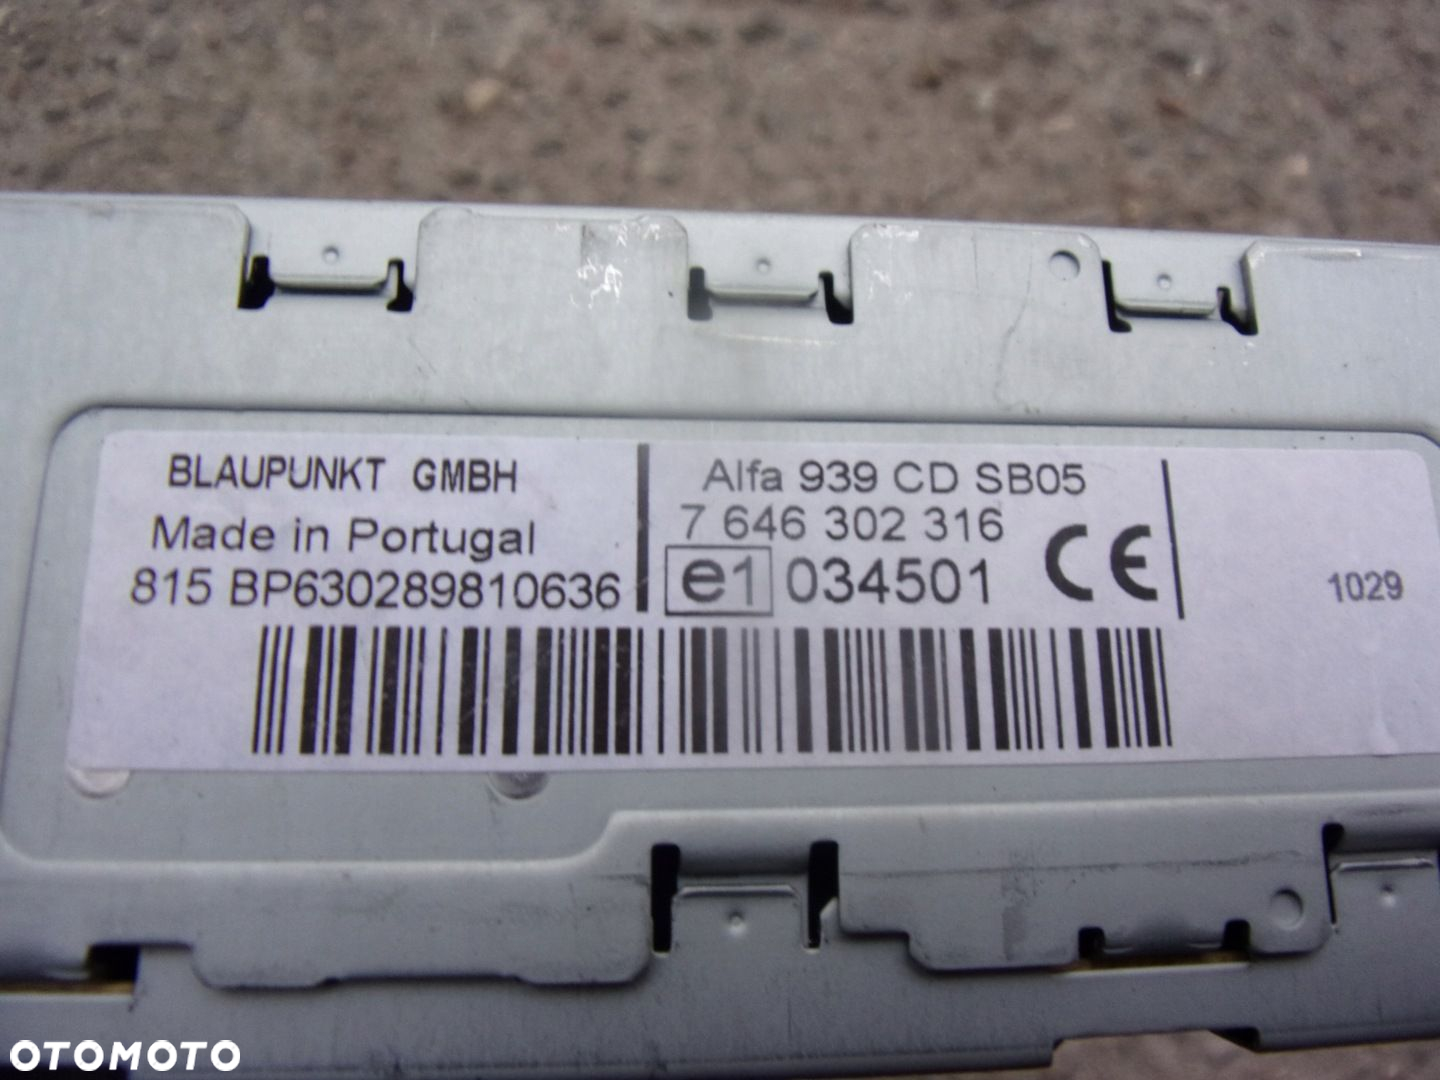 BLAUPUNKT GMBH
Made in Portugal
815 BP630289810636
Alfa 939 CD SB05
7 646 302 316
e1 034501 CE
1029
OTOMOTO